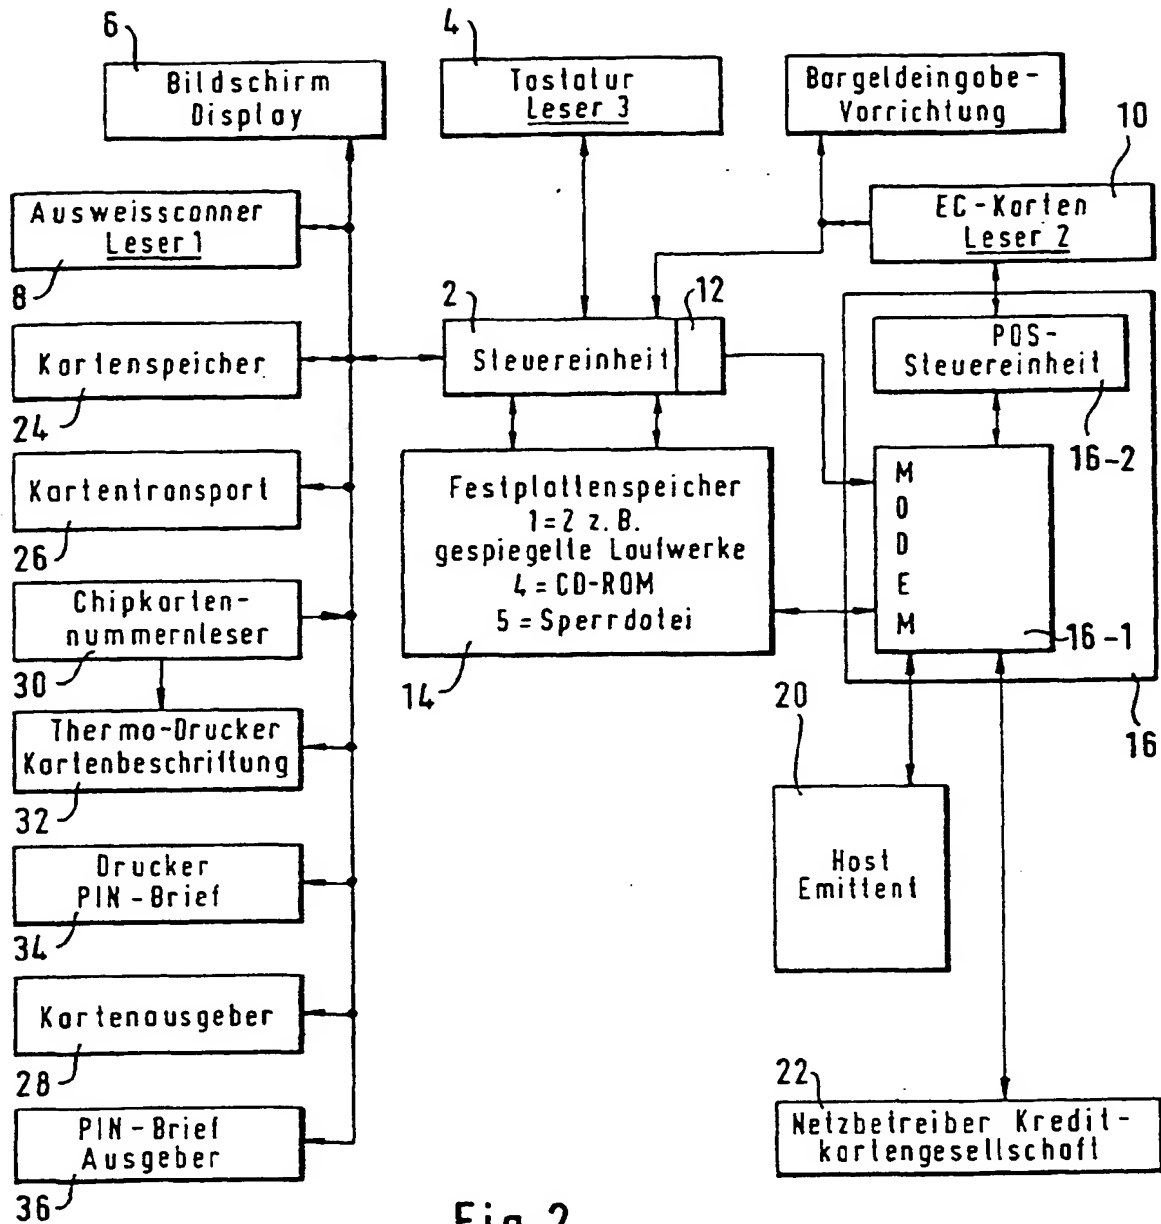 6
Bildschirm
Display
4
Tastatur
Leser 3
Bargeldeingabe-
Vorrichtung
10
EC-Karten
Leser 2
Ausweisscanner
Leser 1
8
2
Steuereinheit
12
POS-
Steuereinheit
16-2
Kartenspeicher
24
Kartentransport
26
Festplattenspeicher
1=2 z.B.
gespiegelte Laufwerke
4 = CD-ROM
5 = Sperrdatei
14
MODEM
16-1
16
Chipkarten-
nummernleser
30
Thermo-Drucker
Kartenbeschriftung
32
20
Host
Emittent
Drucker
PIN-Brief
34
Kartenausgeber
28
22
Netzbetreiber Kredit-
kartengesellschaft
PIN-Brief
Ausgeber
36
Fig. 2